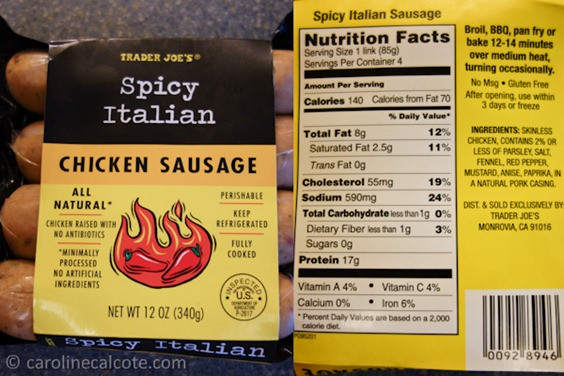 TRADER JOE'S®
Spicy
Italian
CHICKEN SAUSAGE
ALL
NATURAL*
CHICKEN RAISED WITH
NO ANTIBIOTICS
*MINIMALLY
PROCESSED
NO ARTIFICIAL
INGREDIENTS
PERISHABLE
KEEP
REFRIGERATED
FULLY
COOKED
INSPECTED
U.S.
DEPARTMENT OF
AGRICULTURE
P-2617
NET WT 12 OZ (340g)
Spicy Italian
© carolinecalcote.com
Spicy Italian Sausage
Nutrition Facts
Serving Size 1 link (85g)
Servings Per Container 4
Amount Per Serving
Calories 140 Calories from Fat 70
% Daily Value*
Total Fat 8g 12%
Saturated Fat 2.5g 11%
Trans Fat 0g
Cholesterol 55mg 19%
Sodium 590mg 24%
Total Carbohydrate less than 1g 0%
Dietary Fiber less than 1g 3%
Sugars 0g
Protein 17g
Vitamin A 4% • Vitamin C 4%
Calcium 0% • Iron 6%
* Percent Daily Values are based on a 2,000
calorie diet.
Broil, BBQ, pan fry or
bake 12-14 minutes
over medium heat,
turning occasionally.
No Msg • Gluten Free
After opening, use within
3 days or freeze
INGREDIENTS: SKINLESS
CHICKEN, CONTAINS 2% OR
LESS OF PARSLEY, SALT,
FENNEL, RED PEPPER,
MUSTARD, ANISE, PAPRIKA, IN
A NATURAL PORK CASING.
DIST. & SOLD EXCLUSIVELY BY:
TRADER JOE'S
MONROVIA, CA 91016
0092 8946